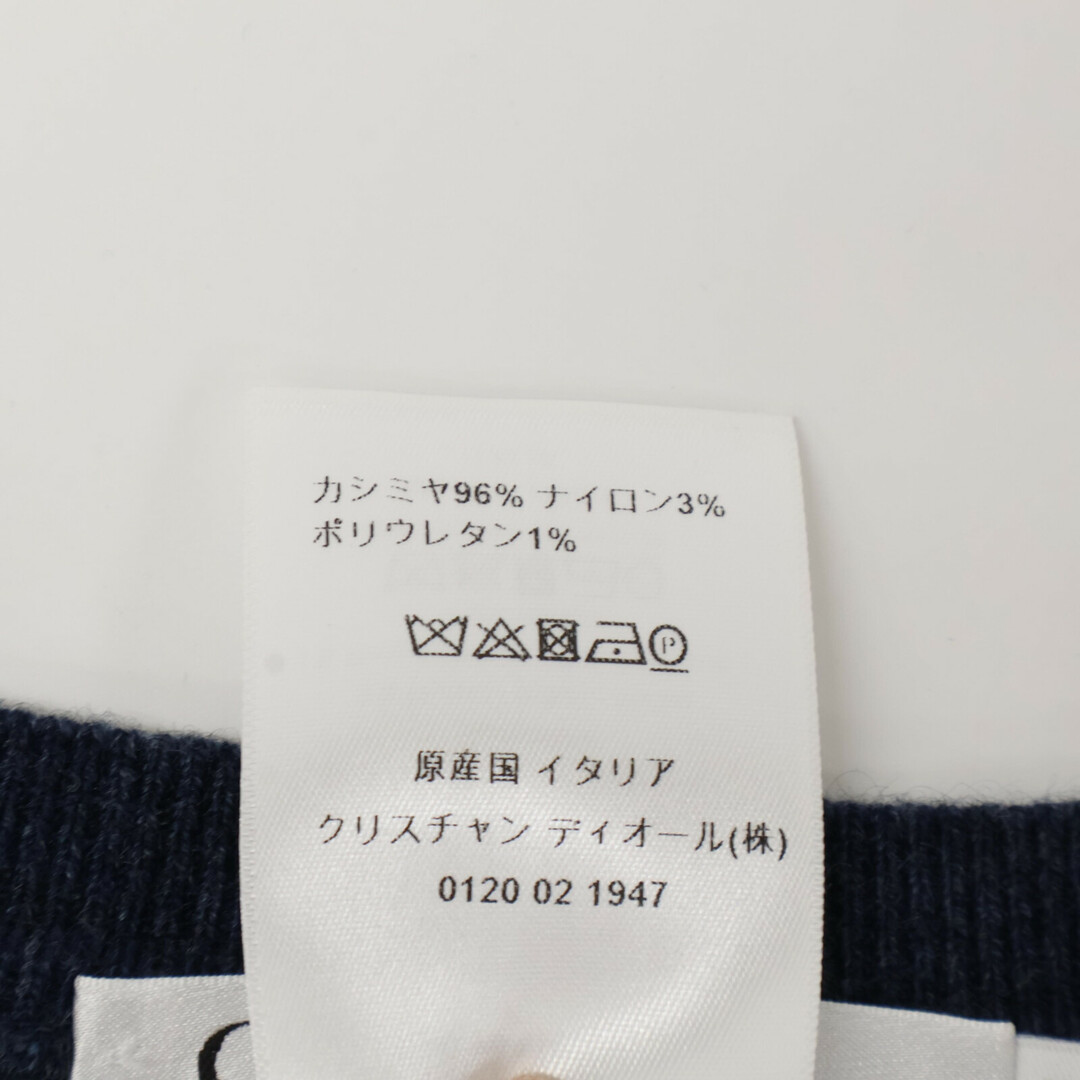 カシミヤ96% ナイロン3%
ポリウレタン1%
P
原産国 イタリア
クリスチャン ディオール(株)
0120 02 1947